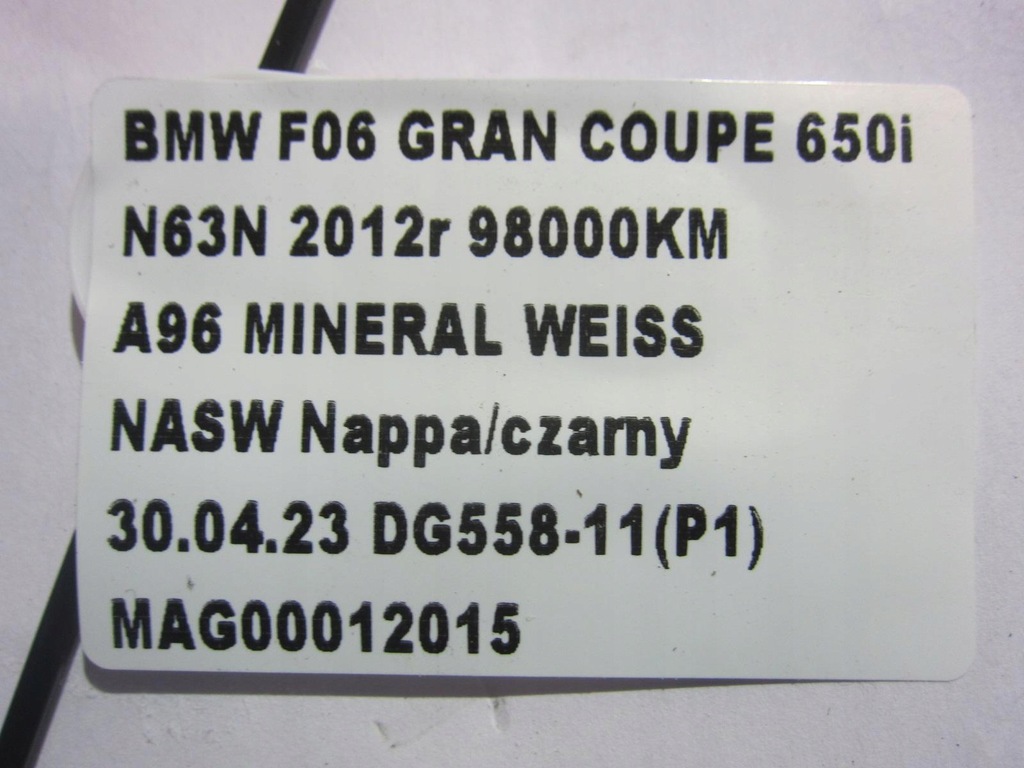 BMW F06 GRAN COUPE 650i
N63N 2012r 98000KM
A96 MINERAL WEISS
NASW Nappa/czarny
30.04.23 DG558-11(P1)
MAG00012015